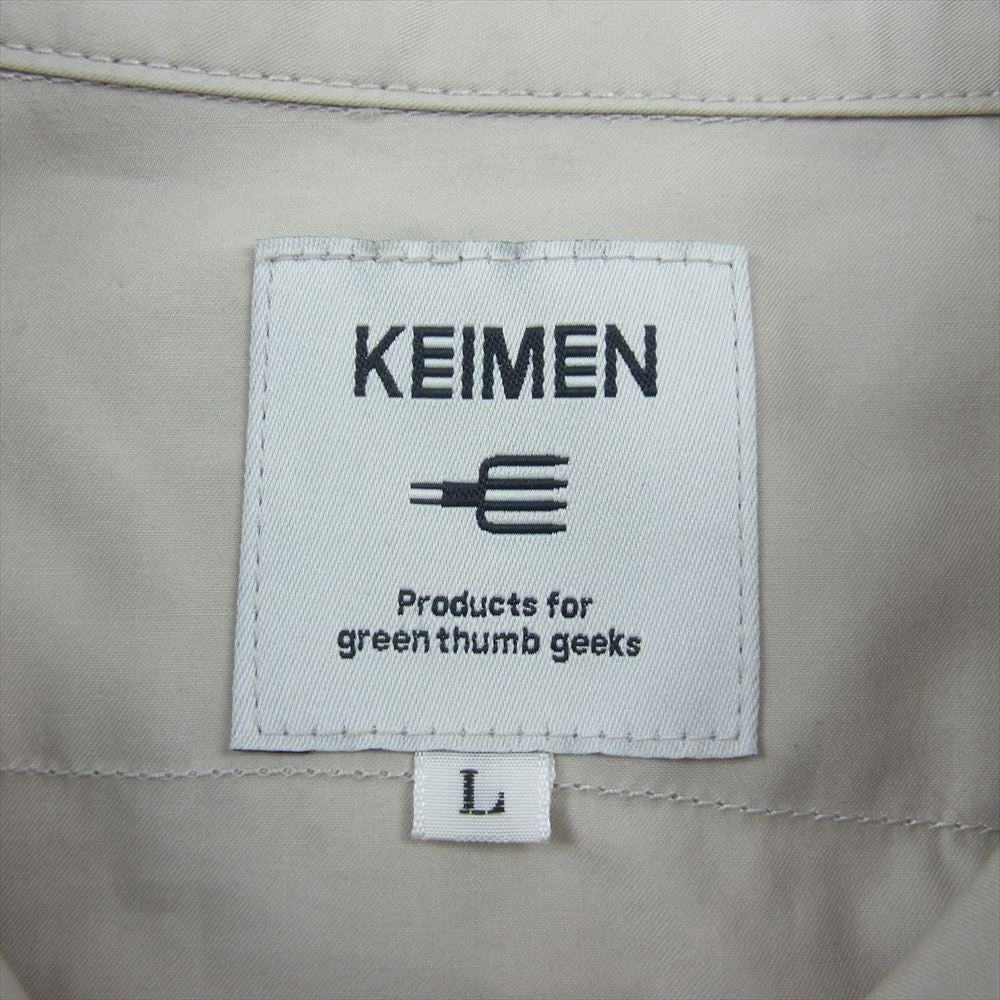 KEIMEN
Products for
green thumb geeks
L